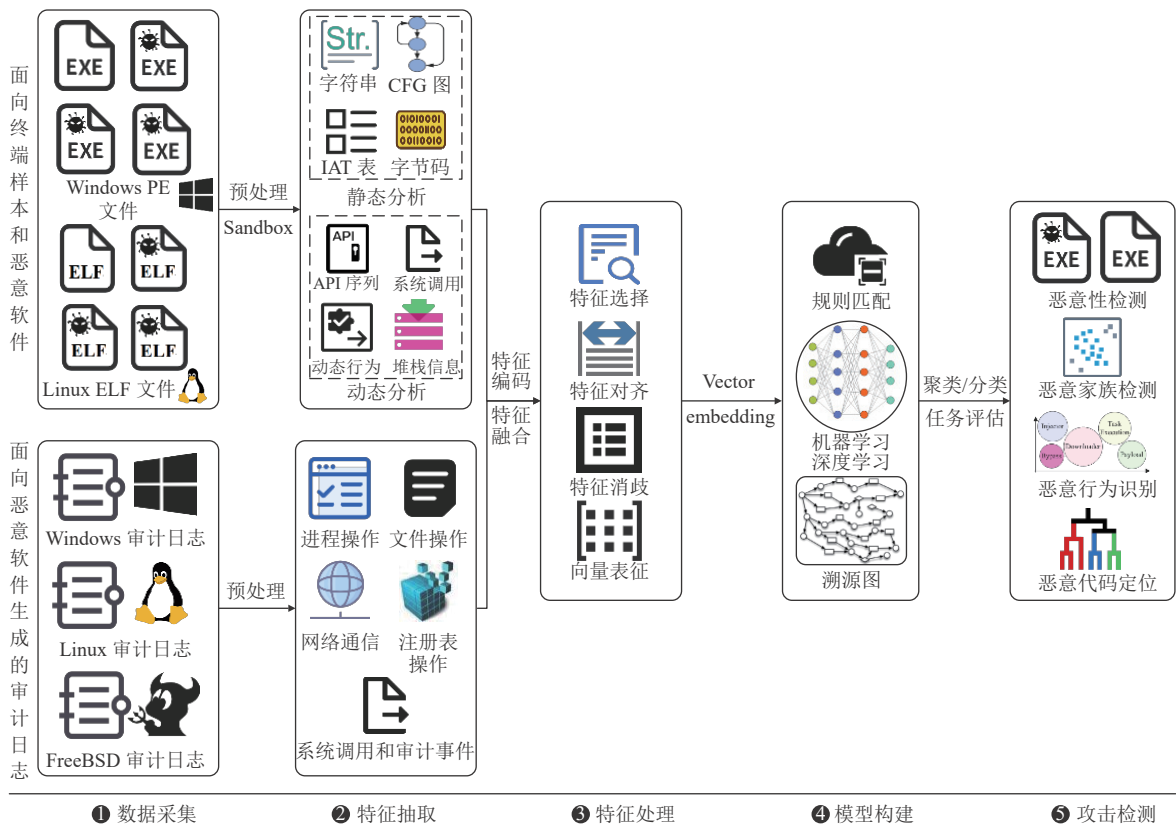 面向终端样本和恶意软件
EXE
EXE
EXE
EXE
Windows PE
文件
ELF
ELF
ELF
ELF
Linux ELF 文件
预处理
Sandbox
Str.
字符串
CFG 图
IAT 表
01010001
00001100
00110010
字节码
静态分析
API
API 序列
系统调用
动态行为
堆栈信息
动态分析
面向恶意软件生成的审计日志
Windows 审计日志
Linux 审计日志
FreeBSD 审计日志
预处理
进程操作
文件操作
网络通信
注册表
操作
系统调用和审计事件
特征
编码
特征
融合
特征选择
特征对齐
特征消歧
向量表征
Vector
embedding
规则匹配
机器学习
深度学习
溯源图
聚类/分类
任务评估
EXE
EXE
恶意性检测
恶意家族检测
Injector
Task
Execution
Downloader
Bypass
Payload
恶意行为识别
恶意代码定位
❶ 数据采集
❷ 特征抽取
❸ 特征处理
❹ 模型构建
❺ 攻击检测